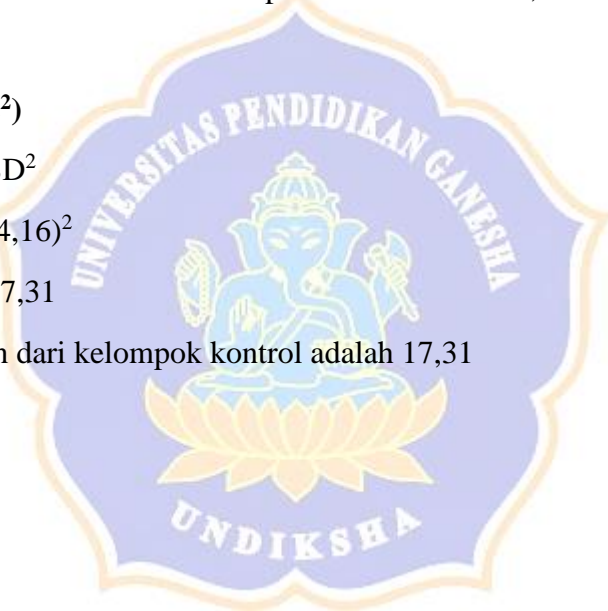 ²)
D²
4,16)²
7,31
dari kelompok kontrol adalah 17,31
UNIVERSITAS PENDIDIKAN GANESHA
UNDIKSHA